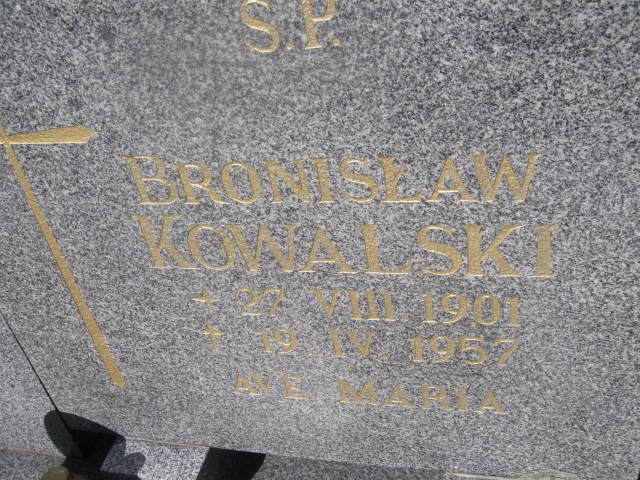 S.P.
BRONISŁAW
KOWALSKI
27. VIII. 1901
† 19. IV. 1957
AVE MARIA